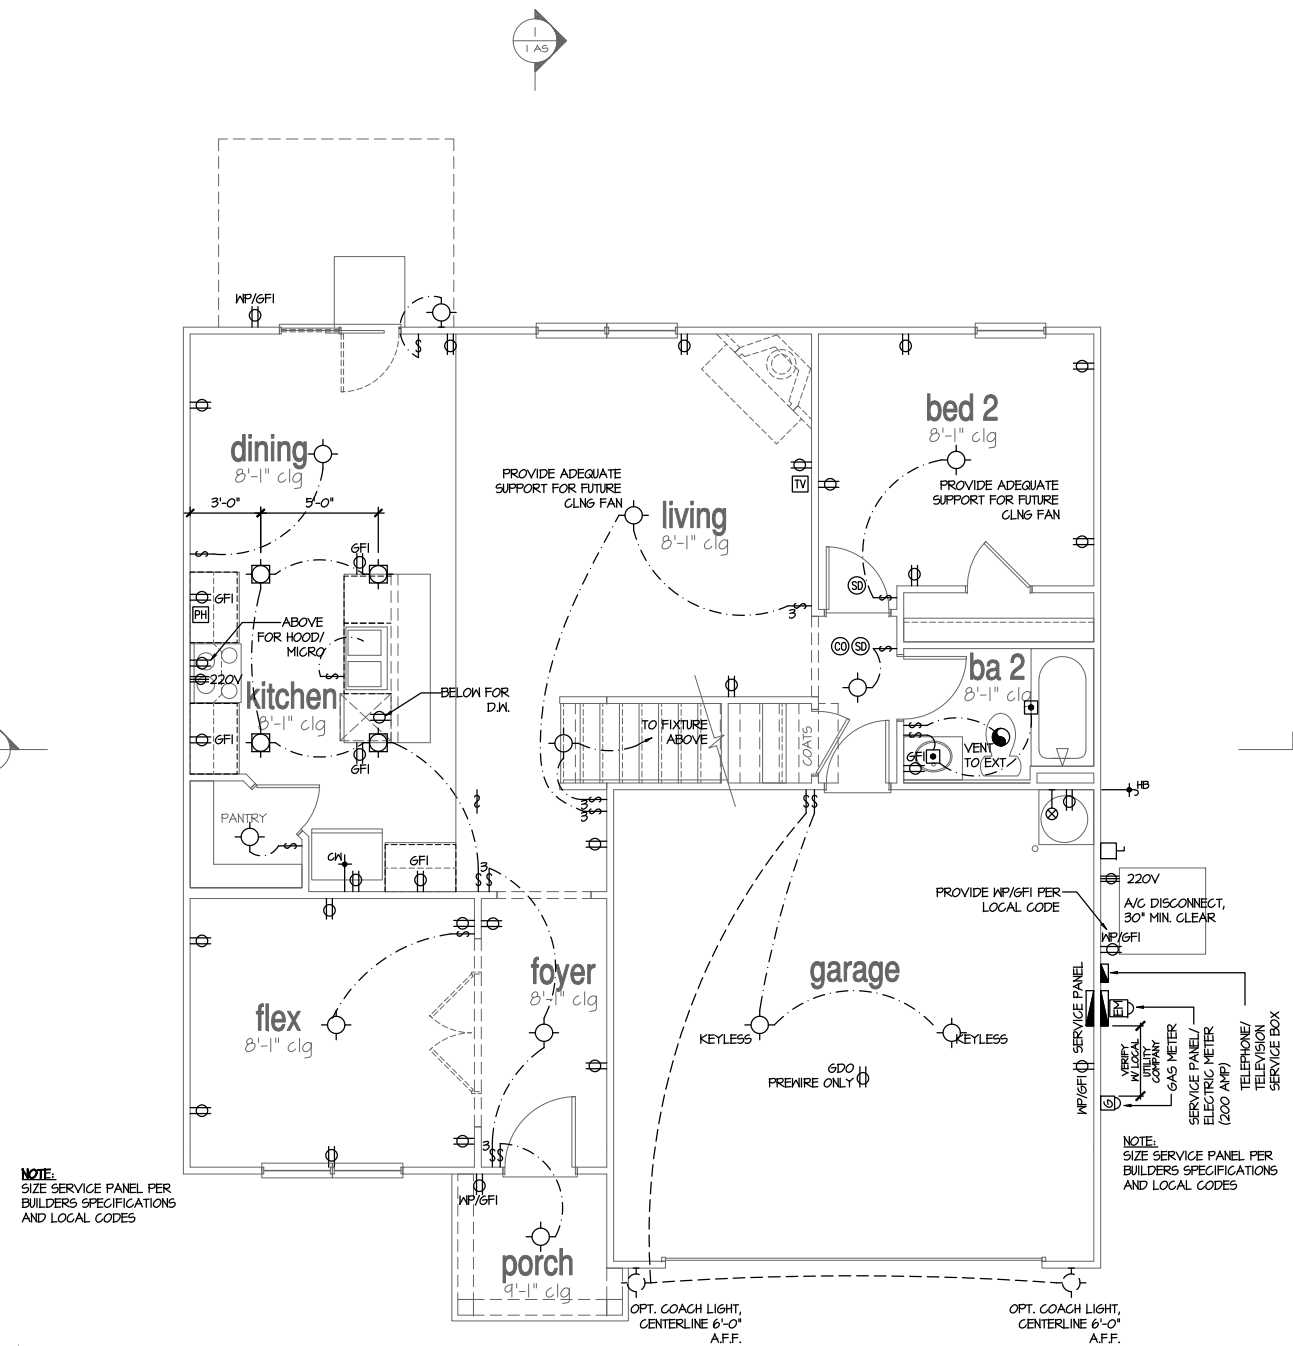 1
1 AS
WP/GFI
S
dining
8'-1" clg
3'-0"
5'-0"
S
GFI
GFI
PH
ABOVE
FOR HOOD/
MICRO
S
220V
kitchen
8'-1" clg
BELOW FOR
D.W.
GFI
GFI
PANTRY
S
CW
GFI
PROVIDE ADEQUATE
SUPPORT FOR FUTURE
CLNG FAN
living
8'-1" clg
TV
3
S
bed 2
8'-1" clg
PROVIDE ADEQUATE
SUPPORT FOR FUTURE
CLNG FAN
SD
S
CO
SD
S
ba 2
8'-1" clg
S
S
GFI
VENT
TO EXT.
TO FIXTURE
ABOVE
COATS
3
S
3
S
S
SS
HB
3
SS
S
flex
8'-1" clg
foyer
8'-1" clg
garage
KEYLESS
KEYLESS
GDO
PREWIRE ONLY
PROVIDE WP/GFI PER
LOCAL CODE
220V
A/C DISCONNECT,
30" MIN. CLEAR
WP/GFI
SERVICE PANEL
EM
VERIFY
W/ LOCAL
UTILITY
COMPANY
GAS METER
SERVICE PANEL/
ELECTRIC METER
(200 AMP)
TELEPHONE/
TELEVISION
SERVICE BOX
WP/GFI
G
NOTE:
SIZE SERVICE PANEL PER
BUILDERS SPECIFICATIONS
AND LOCAL CODES
NOTE:
SIZE SERVICE PANEL PER
BUILDERS SPECIFICATIONS
AND LOCAL CODES
3
SS
WP/GFI
porch
9'-1" clg
OPT. COACH LIGHT,
CENTERLINE 6'-0"
A.F.F.
OPT. COACH LIGHT,
CENTERLINE 6'-0"
A.F.F.